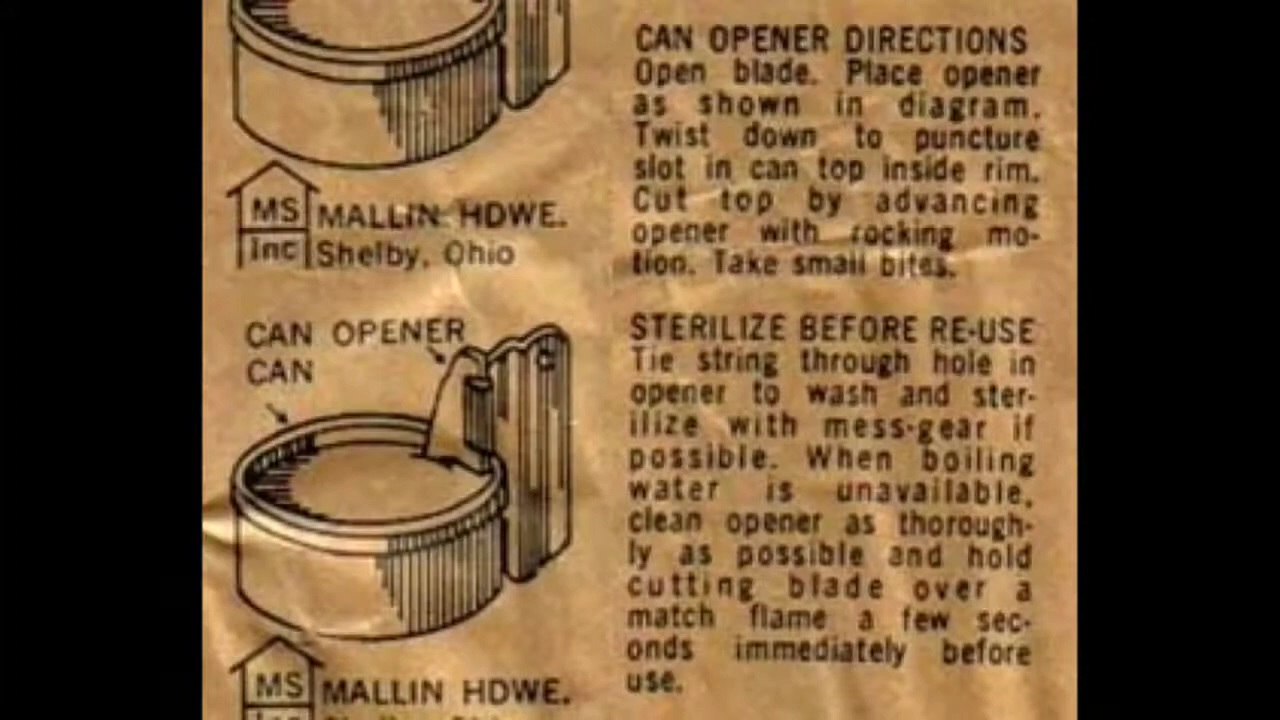 MS MALLIN HDWE.
Inc Shelby, Ohio
CAN OPENER
CAN
MS MALLIN HDWE.
CAN OPENER DIRECTIONS
Open blade. Place opener
as shown in diagram.
Twist down to puncture
slot in can top inside rim.
Cut top by advancing
opener with rocking mo-
tion. Take small bites.
STERILIZE BEFORE RE-USE
Tie string through hole in
opener to wash and ster-
ilize with mess-gear if
possible. When boiling
water is unavailable,
clean opener as thorough-
ly as possible and hold
cutting blade over a
match flame a few sec-
onds immediately before
use.